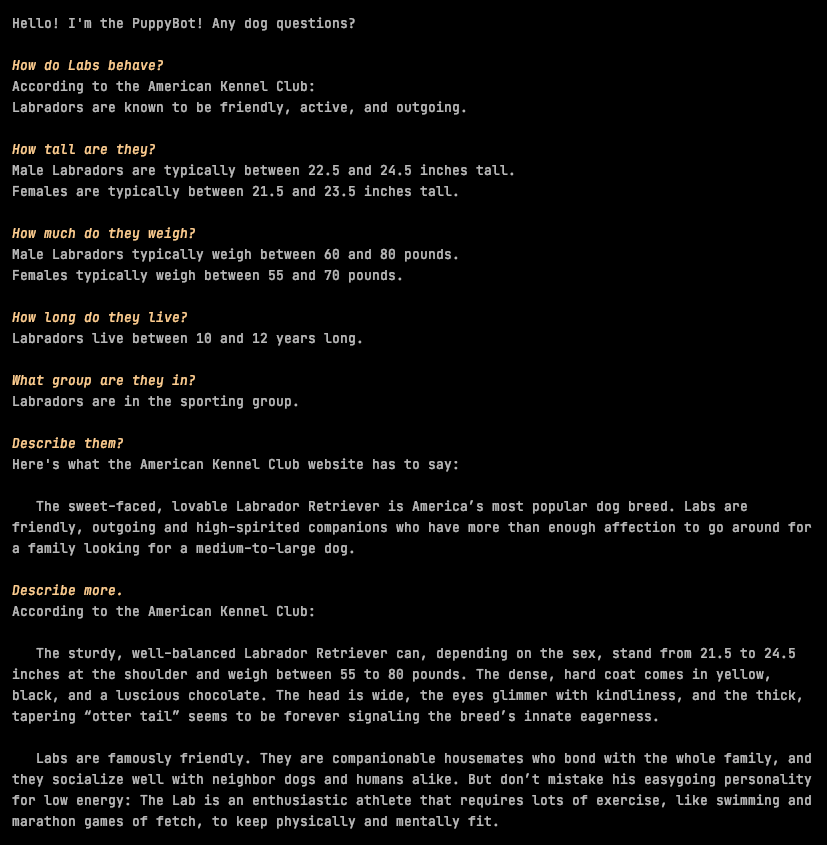 Hello! I'm the PuppyBot! Any dog questions?
How do Labs behave?
According to the American Kennel Club:
Labradors are known to be friendly, active, and outgoing.
How tall are they?
Male Labradors are typically between 22.5 and 24.5 inches tall.
Females are typically between 21.5 and 23.5 inches tall.
How much do they weigh?
Male Labradors typically weigh between 60 and 80 pounds.
Females typically weigh between 55 and 70 pounds.
How long do they live?
Labradors live between 10 and 12 years long.
What group are they in?
Labradors are in the sporting group.
Describe them?
Here's what the American Kennel Club website has to say:
The sweet-faced, lovable Labrador Retriever is America’s most popular dog breed. Labs are
friendly, outgoing and high-spirited companions who have more than enough affection to go around for
a family looking for a medium-to-large dog.
Describe more.
According to the American Kennel Club:
The sturdy, well-balanced Labrador Retriever can, depending on the sex, stand from 21.5 to 24.5
inches at the shoulder and weigh between 55 to 80 pounds. The dense, hard coat comes in yellow,
black, and a luscious chocolate. The head is wide, the eyes glimmer with kindliness, and the thick,
tapering “otter tail” seems to be forever signaling the breed’s innate eagerness.
Labs are famously friendly. They are companionable housemates who bond with the whole family, and
they socialize well with neighbor dogs and humans alike. But don’t mistake his easygoing personality
for low energy: The Lab is an enthusiastic athlete that requires lots of exercise, like swimming and
marathon games of fetch, to keep physically and mentally fit.